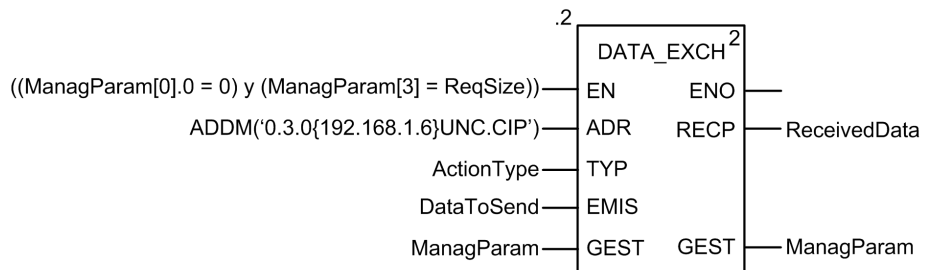 .2
DATA_EXCH 2
((ManagParam[0].0 = 0) y (ManagParam[3] = ReqSize)) EN ENO
ADDM(‘0.3.0{192.168.1.6}UNC.CIP’) ADR RECP ReceivedData
ActionType TYP
DataToSend EMIS
ManagParam GEST GEST ManagParam